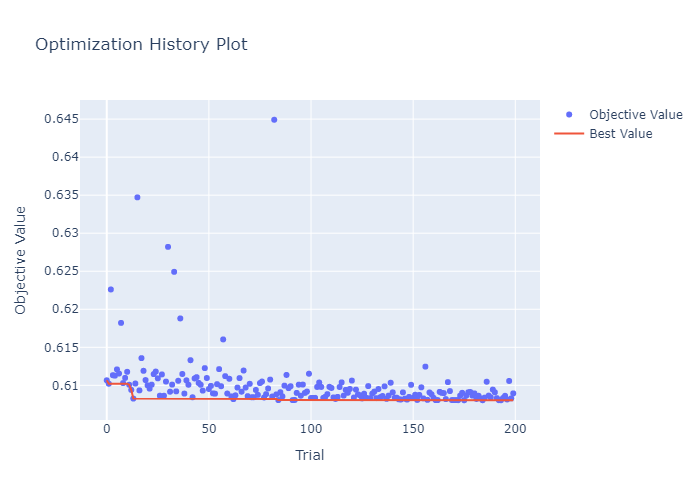 Optimization History Plot
Objective Value
Best Value
0.645
0.64
0.635
0.63
0.625
0.62
0.615
0.61
Objective Value
0
50
100
150
200
Trial